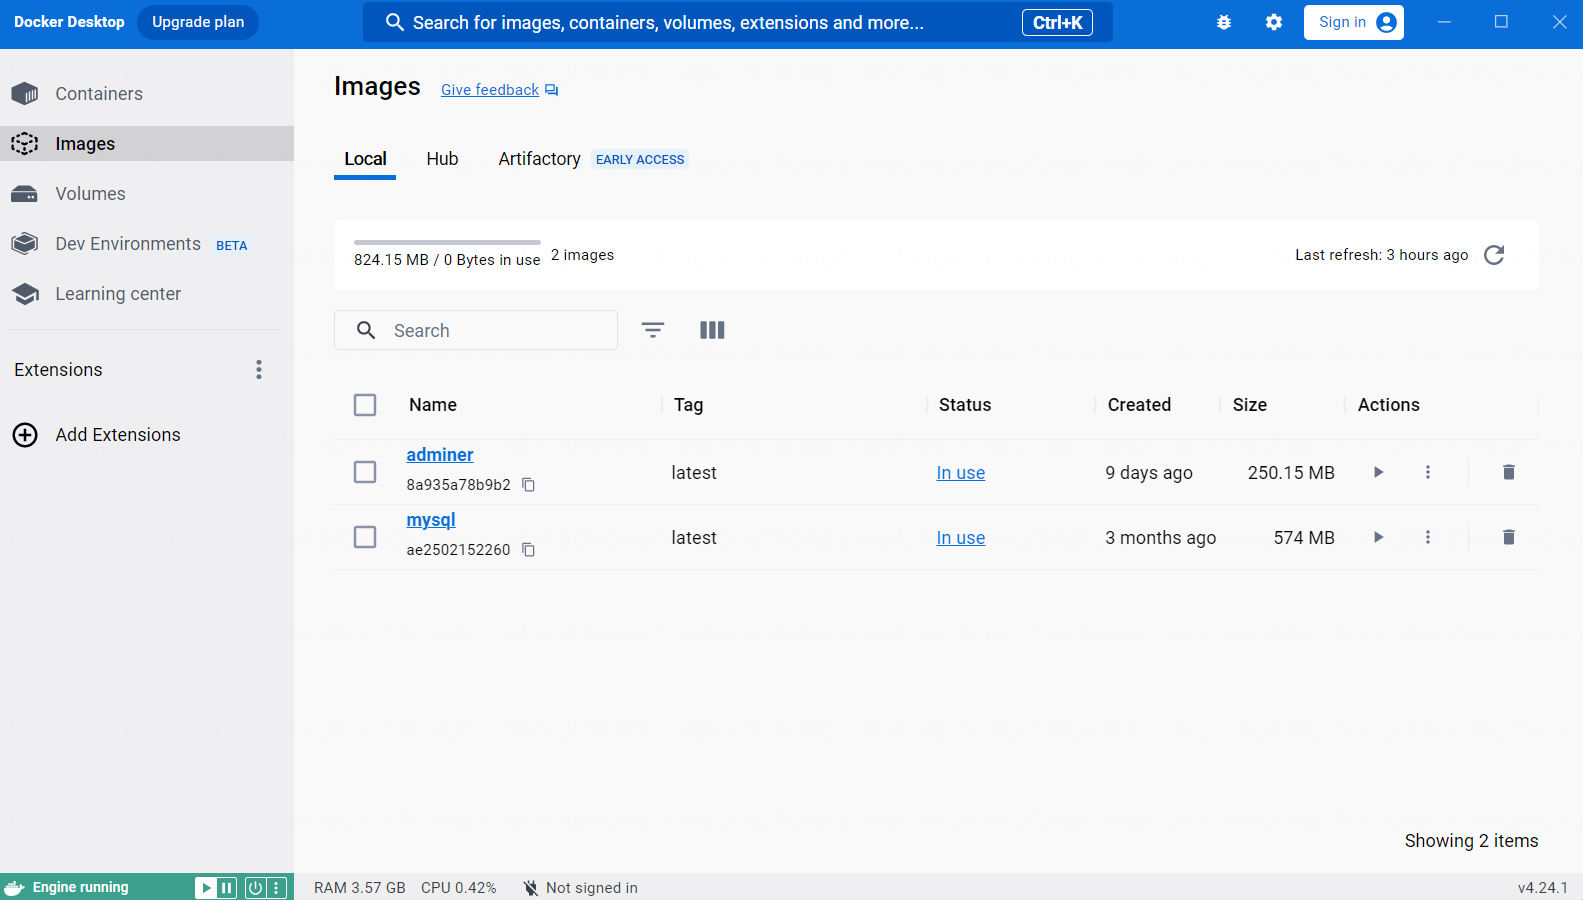 Docker Desktop Upgrade plan Search for images, containers, volumes, extensions and more... Ctrl+K Sign in
Containers
Images
Volumes
Dev Environments BETA
Learning center
Extensions
Add Extensions
Images Give feedback
Local Hub Artifactory EARLY ACCESS
824.15 MB / 0 Bytes in use 2 images Last refresh: 3 hours ago
Search
Name Tag Status Created Size Actions
adminer
8a935a78b9b2 latest In use 9 days ago 250.15 MB
mysql
ae2502152260 latest In use 3 months ago 574 MB
Showing 2 items
Engine running RAM 3.57 GB CPU 0.42% Not signed in v4.24.1